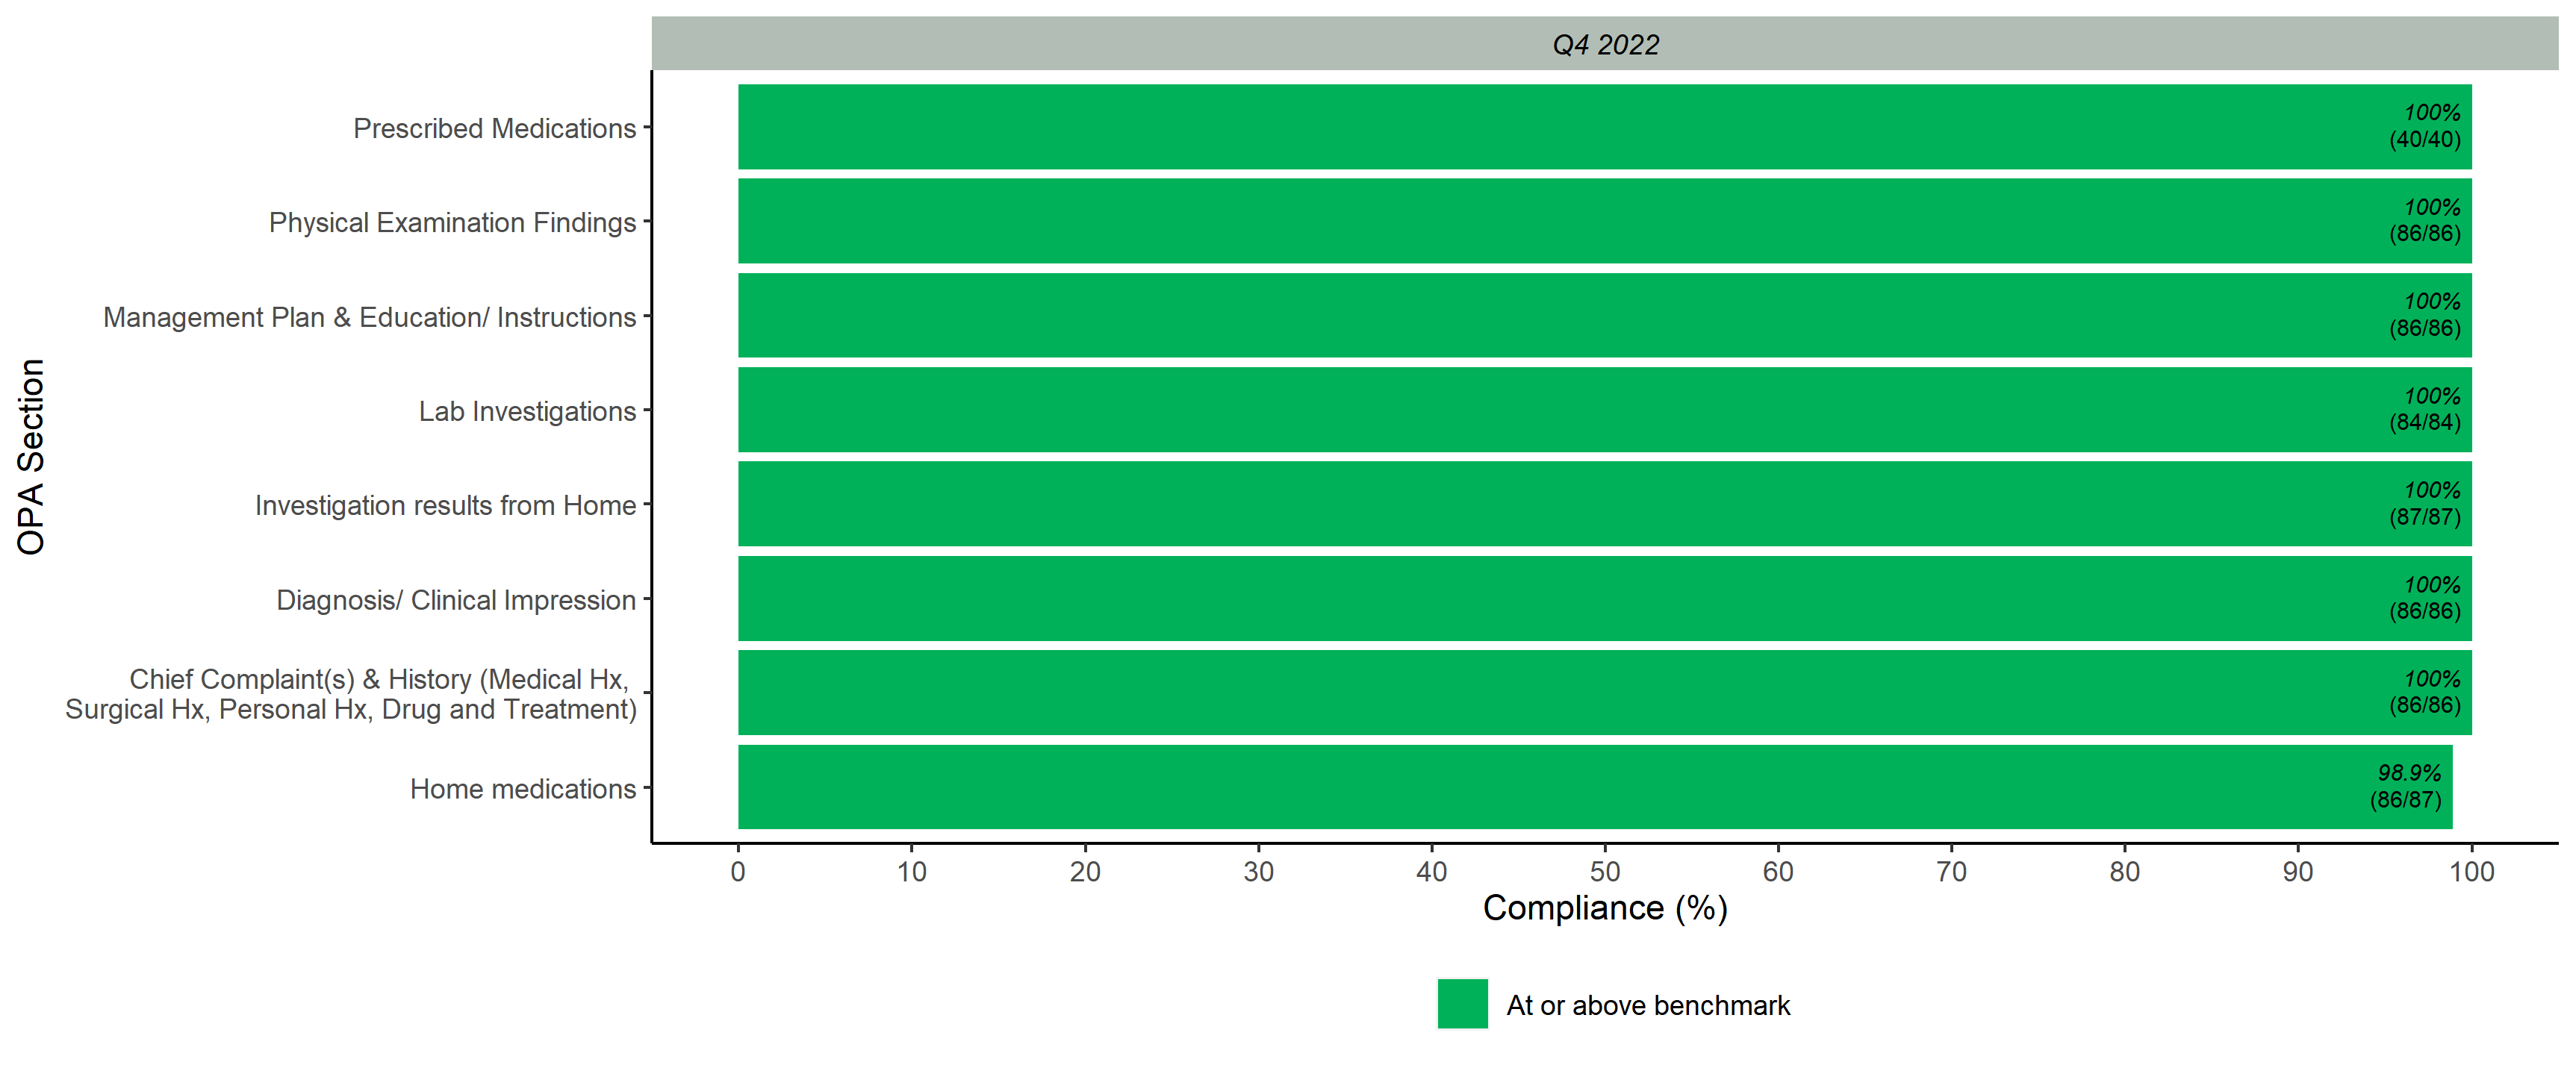 Q4 2022
OPA Section
Prescribed Medications
100%
(40/40)
Physical Examination Findings
100%
(86/86)
Management Plan & Education/ Instructions
100%
(86/86)
Lab Investigations
100%
(84/84)
Investigation results from Home
100%
(87/87)
Diagnosis/ Clinical Impression
100%
(86/86)
Chief Complaint(s) & History (Medical Hx,
Surgical Hx, Personal Hx, Drug and Treatment)
100%
(86/86)
Home medications
98.9%
(86/87)
0 10 20 30 40 50 60 70 80 90 100
Compliance (%)
At or above benchmark